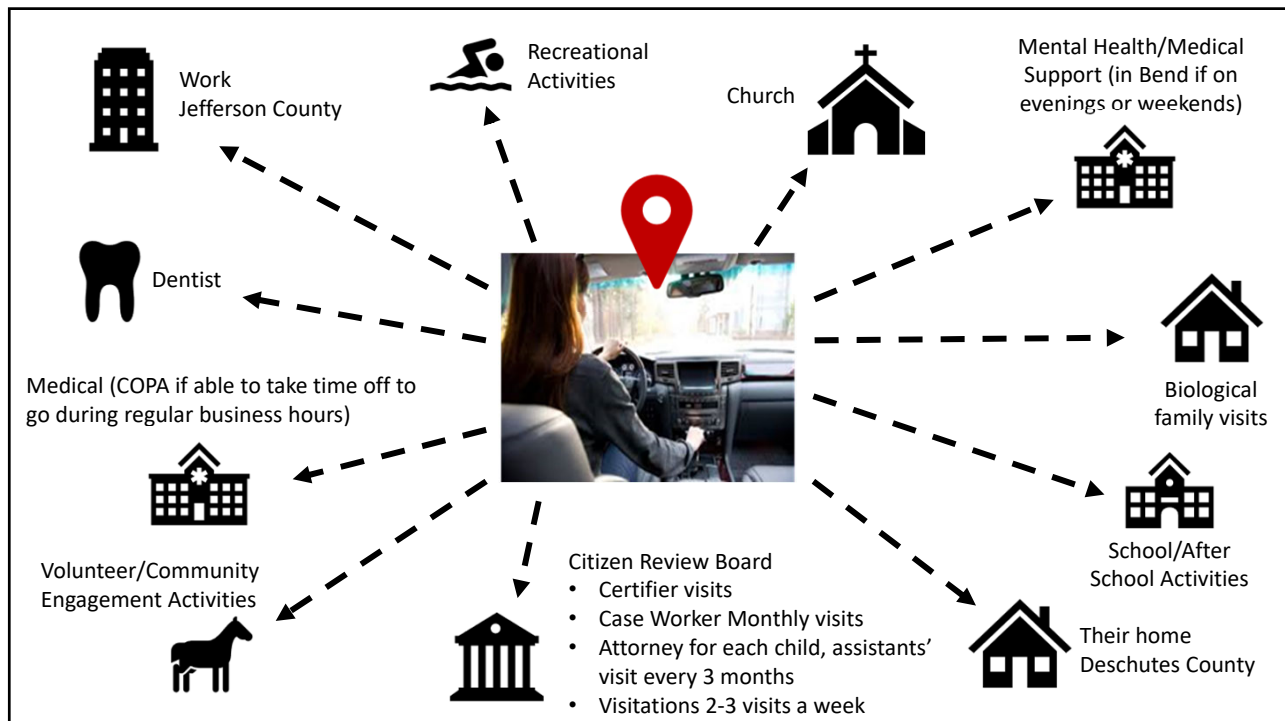 Work
Jefferson County
Recreational
Activities
Church
Mental Health/Medical
Support (in Bend if on
evenings or weekends)
Dentist
Biological
family visits
Medical (COPA if able to take time off to
go during regular business hours)
School/After
School Activities
Volunteer/Community
Engagement Activities
Citizen Review Board
• Certifier visits
• Case Worker Monthly visits
• Attorney for each child, assistants’
visit every 3 months
• Visitations 2-3 visits a week
Their home
Deschutes County